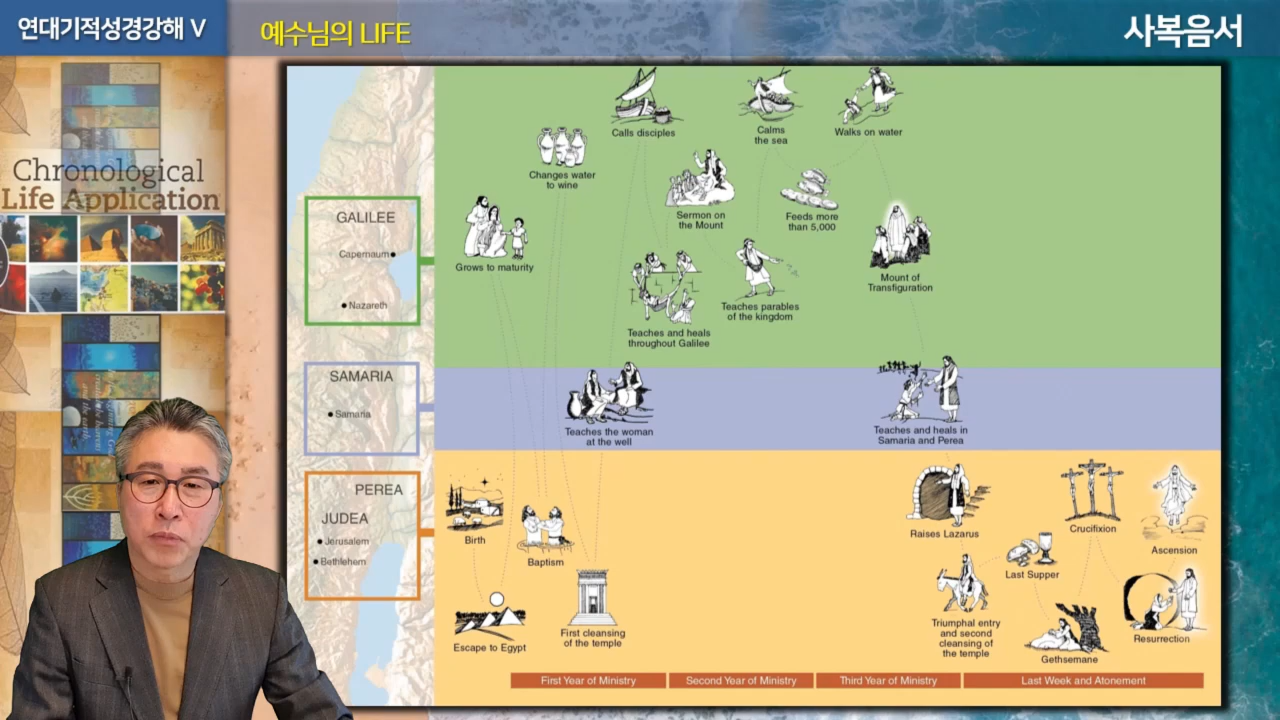 연대기적성경강해 V
예수님의 LIFE
사복음서
Chronological
Life Application
GALILEE
Capernaum
Nazareth
SAMARIA
Samaria
PEREA
JUDEA
Jerusalem
Bethlehem
Calls disciples
Calms
the sea
Walks on water
Changes water
to wine
Sermon on
the Mount
Feeds more
than 5,000
Grows to maturity
Mount of
Transfiguration
Teaches parables
of the kingdom
Teaches and heals
throughout Galilee
Teaches the woman
at the well
Teaches and heals in
Samaria and Perea
Birth
Baptism
Raises Lazarus
Crucifixion
Ascension
Last Supper
Escape to Egypt
First cleansing
of the temple
Triumphal entry
and second
cleansing of
the temple
Gethsemane
Resurrection
First Year of Ministry
Second Year of Ministry
Third Year of Ministry
Last Week and Atonement